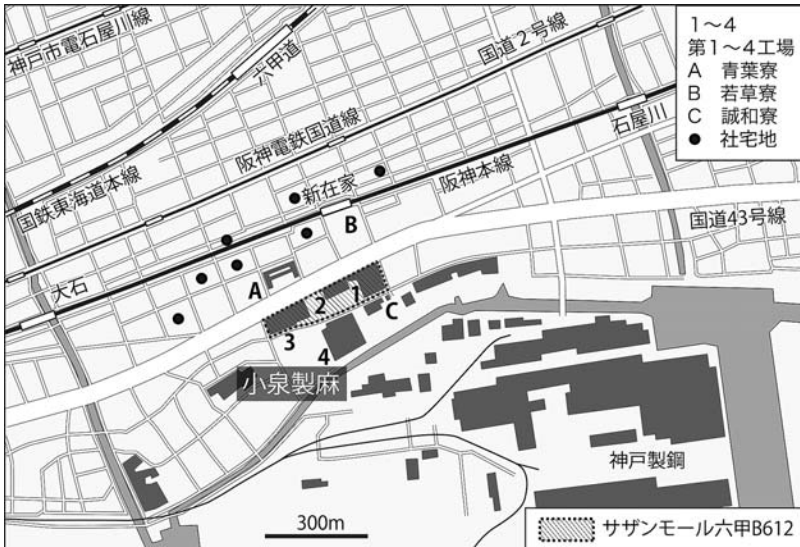 神戸市電石屋川線
六甲道
国道2号線
阪神電鉄国道線
国鉄東海道本線
石屋川
新在家
阪神本線
国道43号線
大石
A
B
C
1
2
3
4
小泉製麻
神戸製鋼
300m
1～4
第1～4工場
A 青葉寮
B 若草寮
C 誠和寮
● 社宅地
サザンモール六甲B612